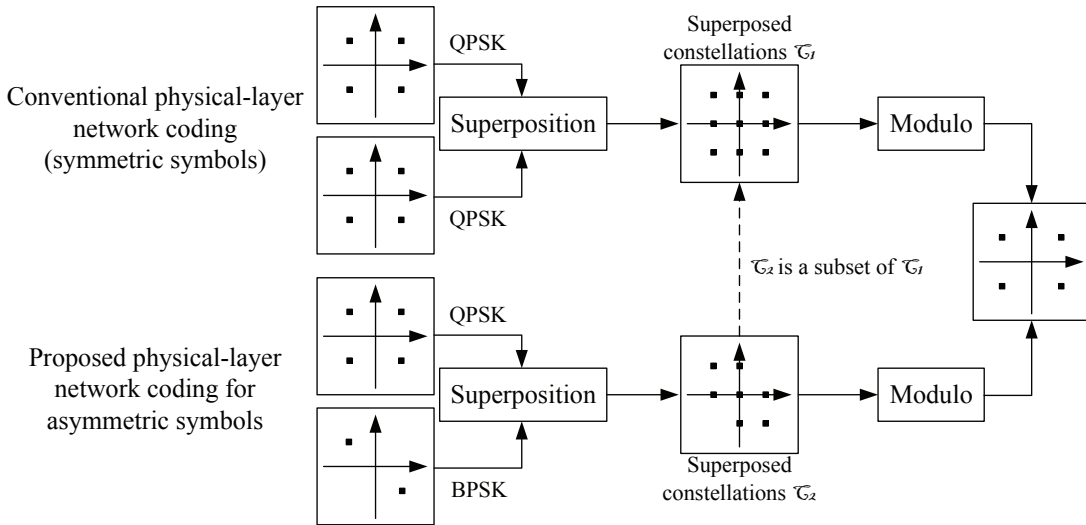 Conventional physical-layer
network coding
(symmetric symbols)
QPSK
QPSK
Superposition
Superposed
constellations 𝒞1
Modulo
𝒞2 is a subset of 𝒞1
Proposed physical-layer
network coding for
asymmetric symbols
QPSK
BPSK
Superposition
Superposed
constellations 𝒞2
Modulo